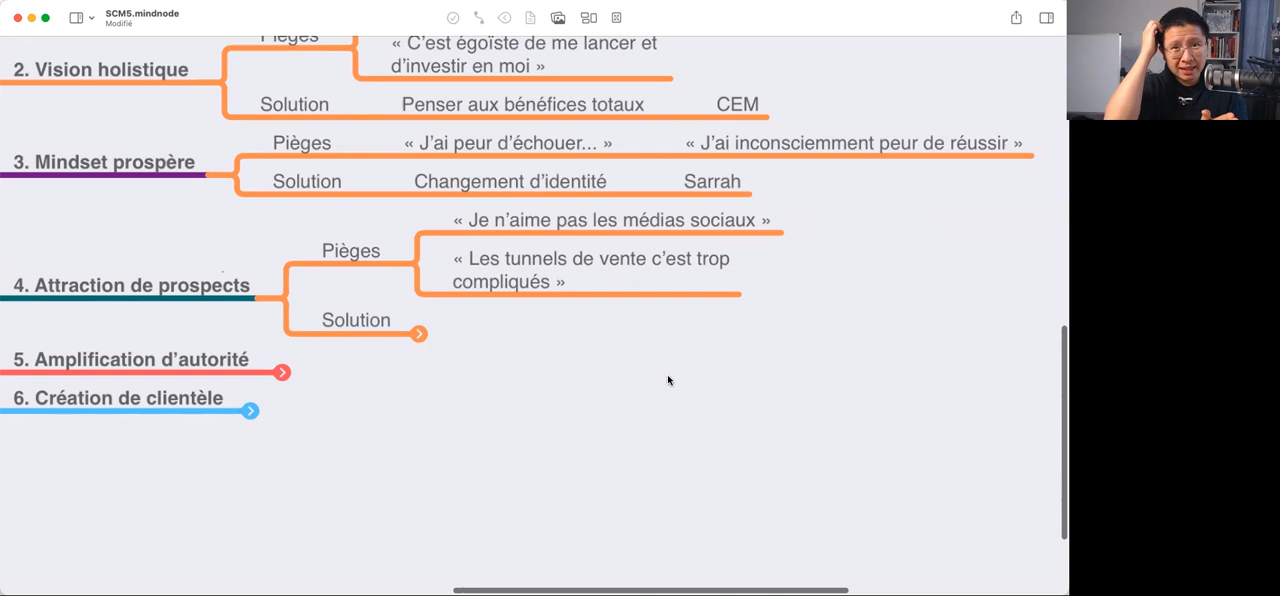 SCM5.mindnode
Modifié
Pièges
« C'est égoïste de me lancer et
d'investir en moi »
2. Vision holistique
Solution Penser aux bénéfices totaux CEM
Pièges « J'ai peur d'échouer... » « J'ai inconsciemment peur de réussir »
3. Mindset prospère
Solution Changement d'identité Sarrah
« Je n'aime pas les médias sociaux »
Pièges
« Les tunnels de vente c'est trop
compliqués »
4. Attraction de prospects
Solution
5. Amplification d'autorité
6. Création de clientèle